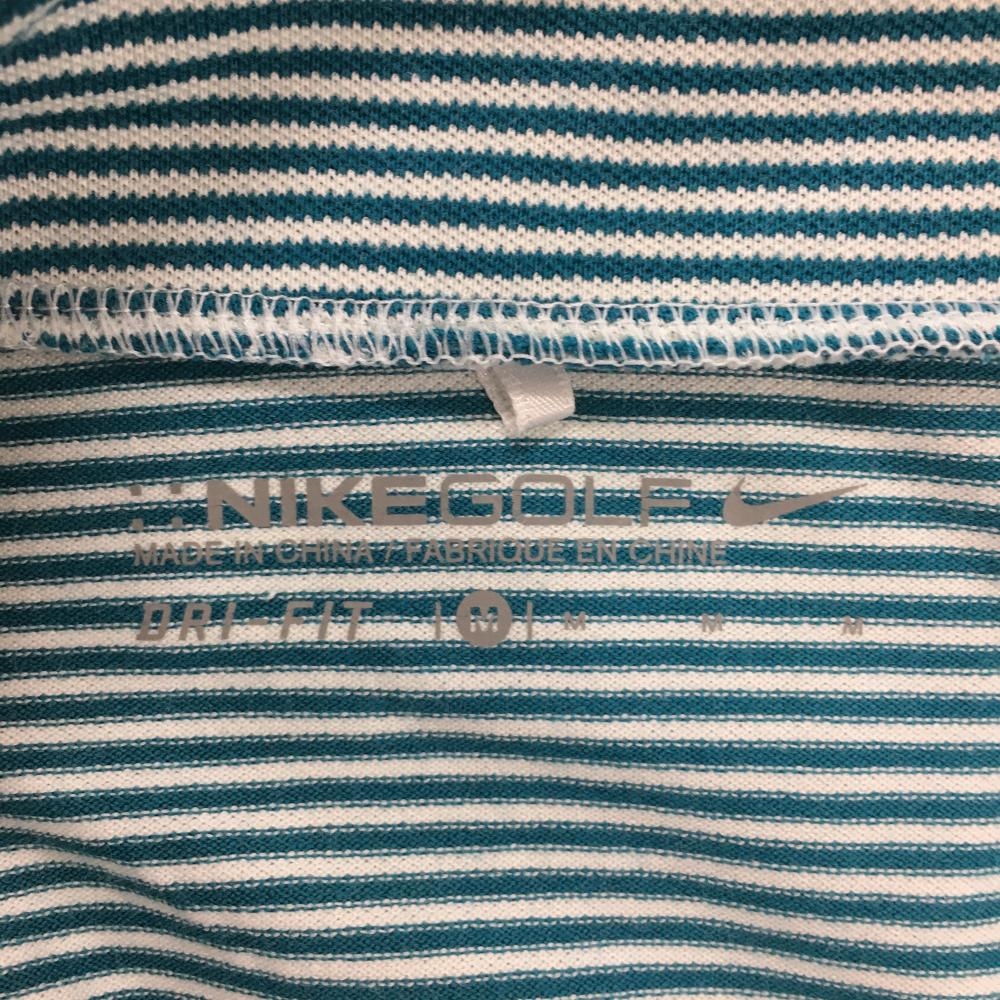 NIKEGOLF
MADE IN CHINA / FABRIQUE EN CHINE
DRI-FIT | M | M M M